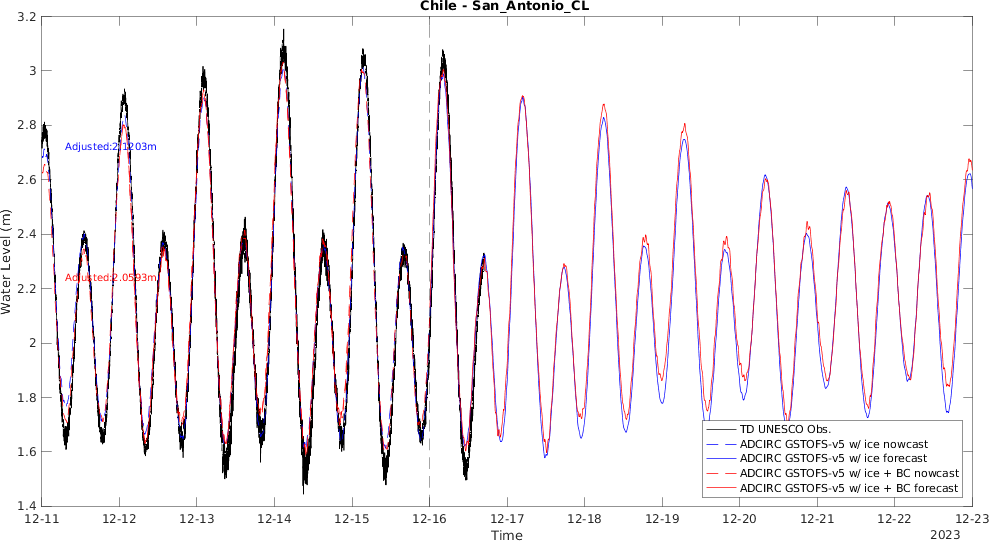 Chile - San_Antonio_CL
3.2
3
2.8
2.6
2.4
2.2
2
1.8
1.6
1.4
Water Level (m)
Adjusted:2.1203m
Adjusted:2.0593m
TD UNESCO Obs.
ADCIRC GSTOFS-v5 w/ ice nowcast
ADCIRC GSTOFS-v5 w/ ice forecast
ADCIRC GSTOFS-v5 w/ ice + BC nowcast
ADCIRC GSTOFS-v5 w/ ice + BC forecast
12-11 12-12 12-13 12-14 12-15 12-16 12-17 12-18 12-19 12-20 12-21 12-22 12-23
Time
2023